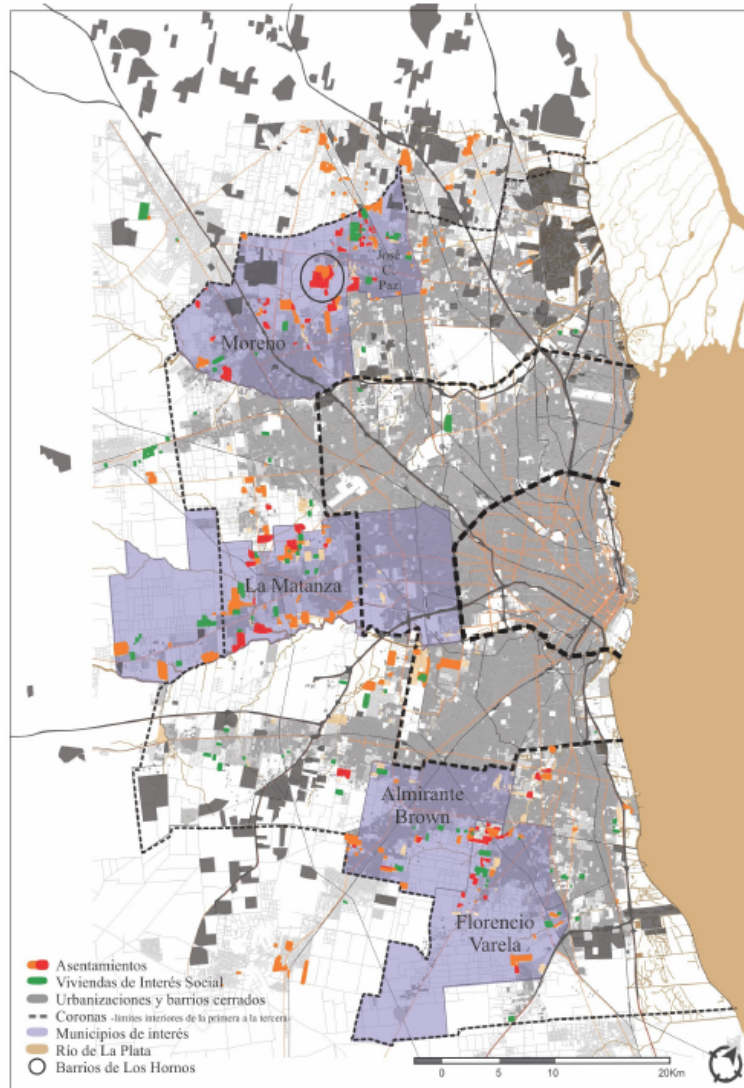 José
C.
Paz
Moreno
La Matanza
Almirante
Brown
Florencio
Varela
Asentamientos
Viviendas de Interés Social
Urbanizaciones y barrios cerrados
Coronas -límites interiores de la primera a la tercera-
Municipios de interés
Río de La Plata
Barrios de Los Hornos
0 5 10 20Km